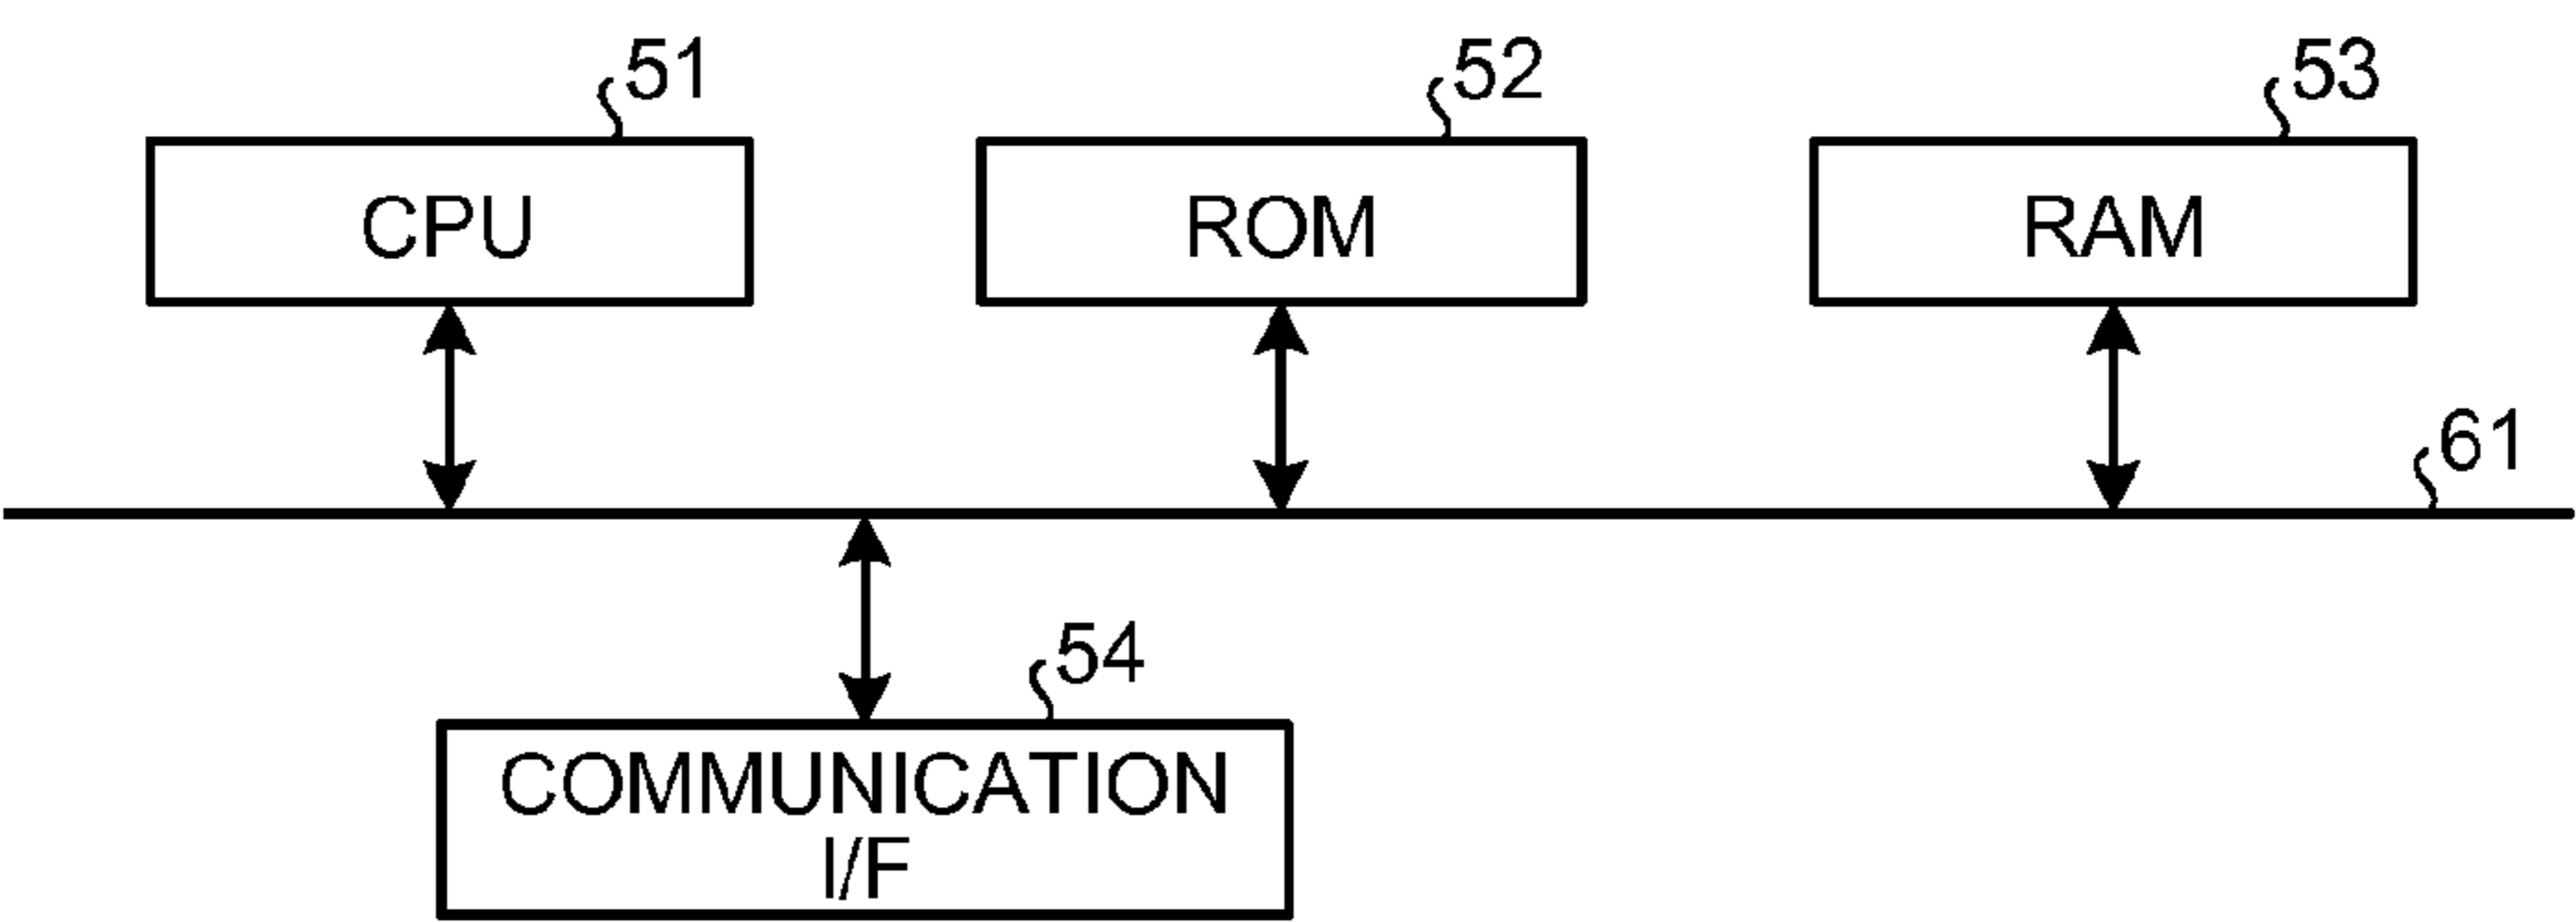 51
52
53
CPU
ROM
RAM
61
54
COMMUNICATION
I/F